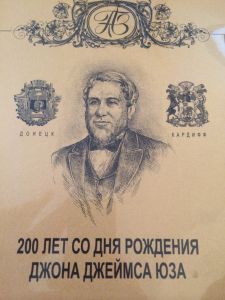 ДОНЕЦК
КАРДИФФ
200 ЛЕТ СО ДНЯ РОЖДЕНИЯ
ДЖОНА ДЖЕЙМСА ЮЗА